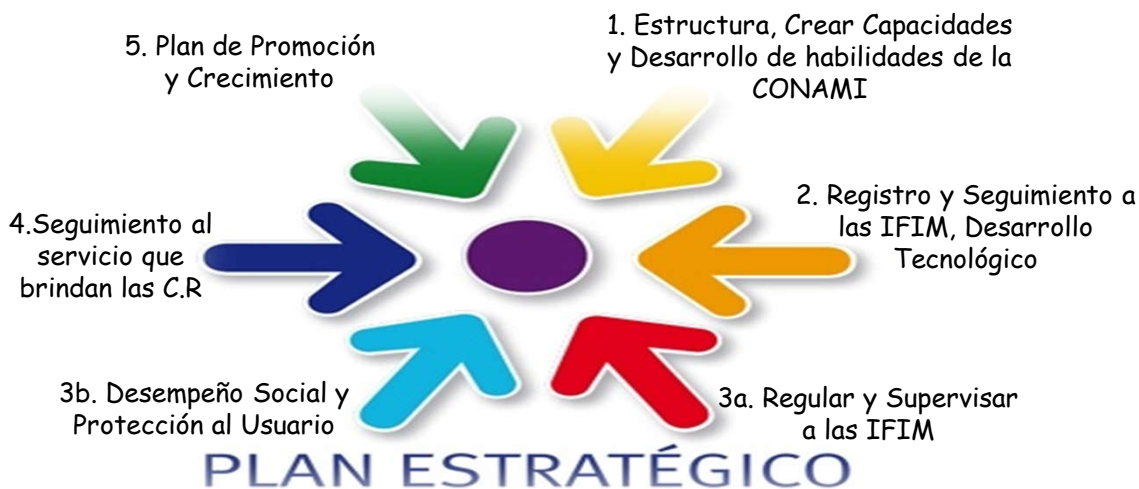 1. Estructura, Crear Capacidades
y Desarrollo de habilidades de la
CONAMI
2. Registro y Seguimiento a
las IFIM, Desarrollo
Tecnológico
3a. Regular y Supervisar
a las IFIM
3b. Desempeño Social y
Protección al Usuario
4.Seguimiento al
servicio que
brindan las C.R
5. Plan de Promoción
y Crecimiento
PLAN ESTRATÉGICO